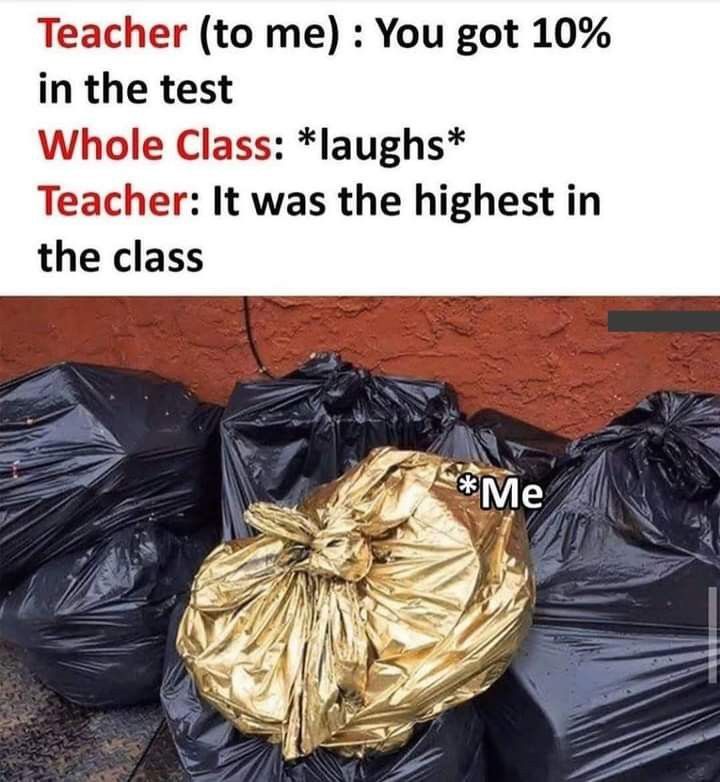 Teacher (to me) : You got 10%
in the test
Whole Class: *laughs*
Teacher: It was the highest in
the class
*Me